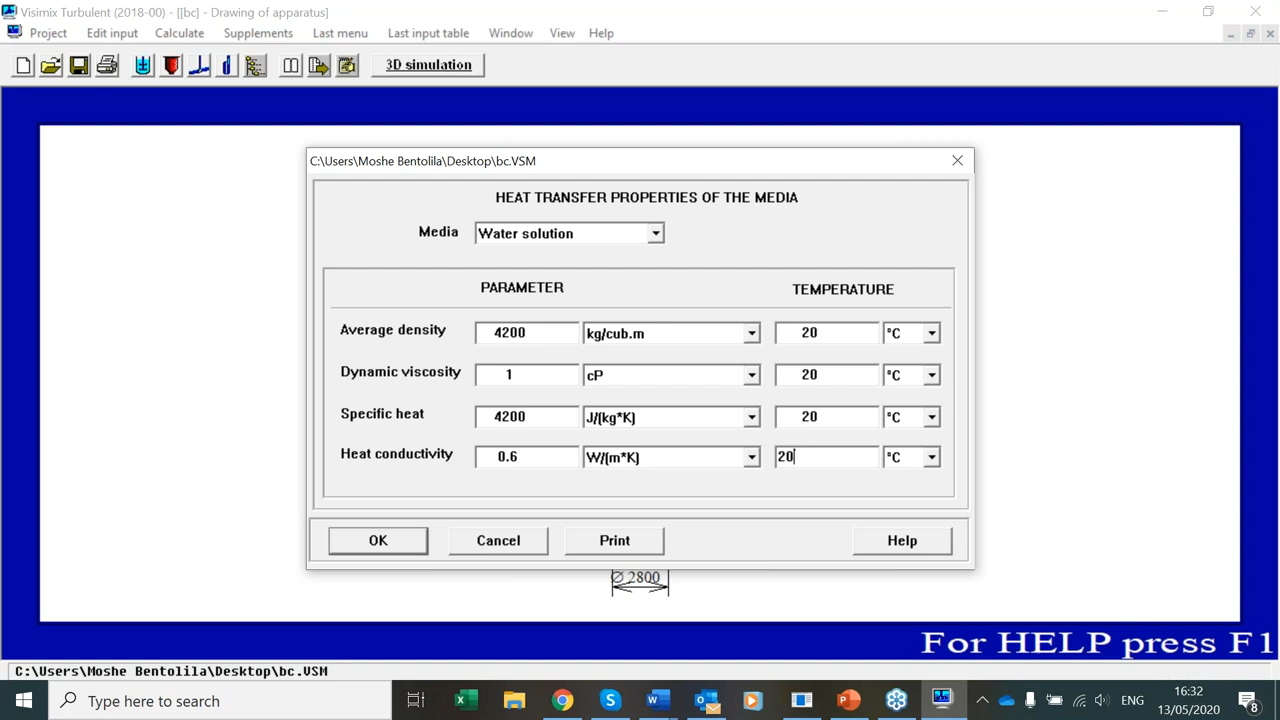 Visimix Turbulent (2018-00) - [[bc] - Drawing of apparatus]
Project Edit input Calculate Supplements Last menu Last input table Window View Help
3D simulation
C:\Users\Moshe Bentolila\Desktop\bc.VSM
HEAT TRANSFER PROPERTIES OF THE MEDIA
Media Water solution
PARAMETER TEMPERATURE
Average density 4200 kg/cub.m 20 °C
Dynamic viscosity 1 cP 20 °C
Specific heat 4200 J/(kg*K) 20 °C
Heat conductivity 0.6 W/(m*K) 20 °C
OK Cancel Print Help
Ø 2800
For HELP press F1
C:\Users\Moshe Bentolila\Desktop\bc.VSM
Type here to search
ENG
16:32
13/05/2020
8